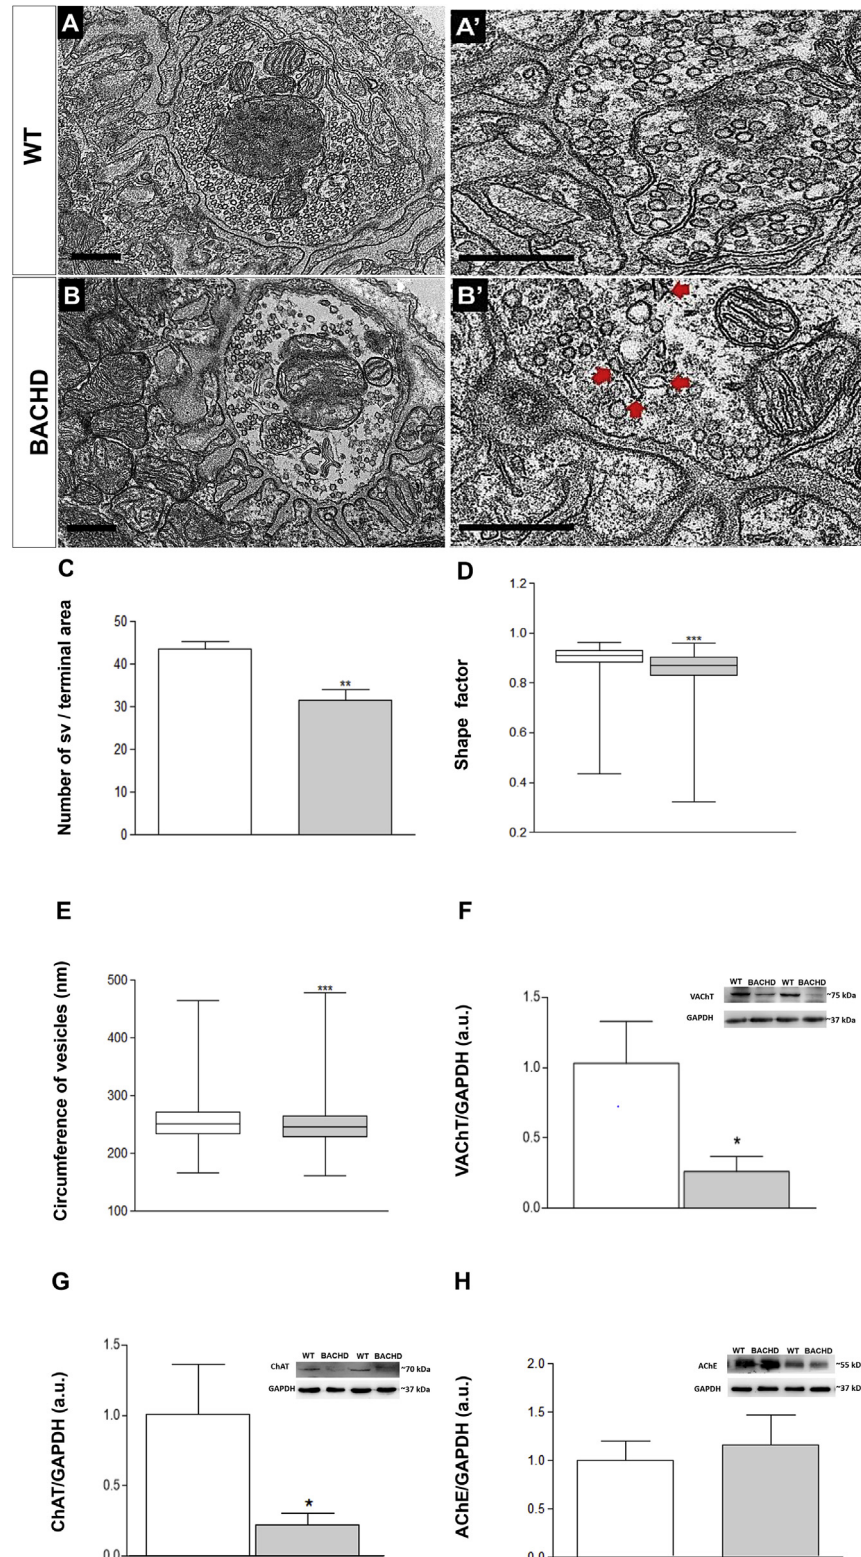 WT
A
A'
BACHD
B
B'
C
Number of sv / terminal area
50
40
30
20
10
0
**
D
Shape factor
1.2
1.0
0.8
0.6
0.4
0.2
***
E
Circumference of vesicles (nm)
500
400
300
200
100
***
F
VAChT/GAPDH (a.u.)
1.5
1.0
0.5
0.0
*
WT BACHD WT BACHD
VAChT ~75 kDa
GAPDH ~37 kDa
G
ChAT/GAPDH (a.u.)
1.5
1.0
0.5
0.0
*
WT BACHD WT BACHD
ChAT ~70 kDa
GAPDH ~37 kDa
H
AChE/GAPDH (a.u.)
2.0
1.5
1.0
0.5
0.0
WT BACHD WT BACHD
AChE ~55 kD
GAPDH ~37 kD